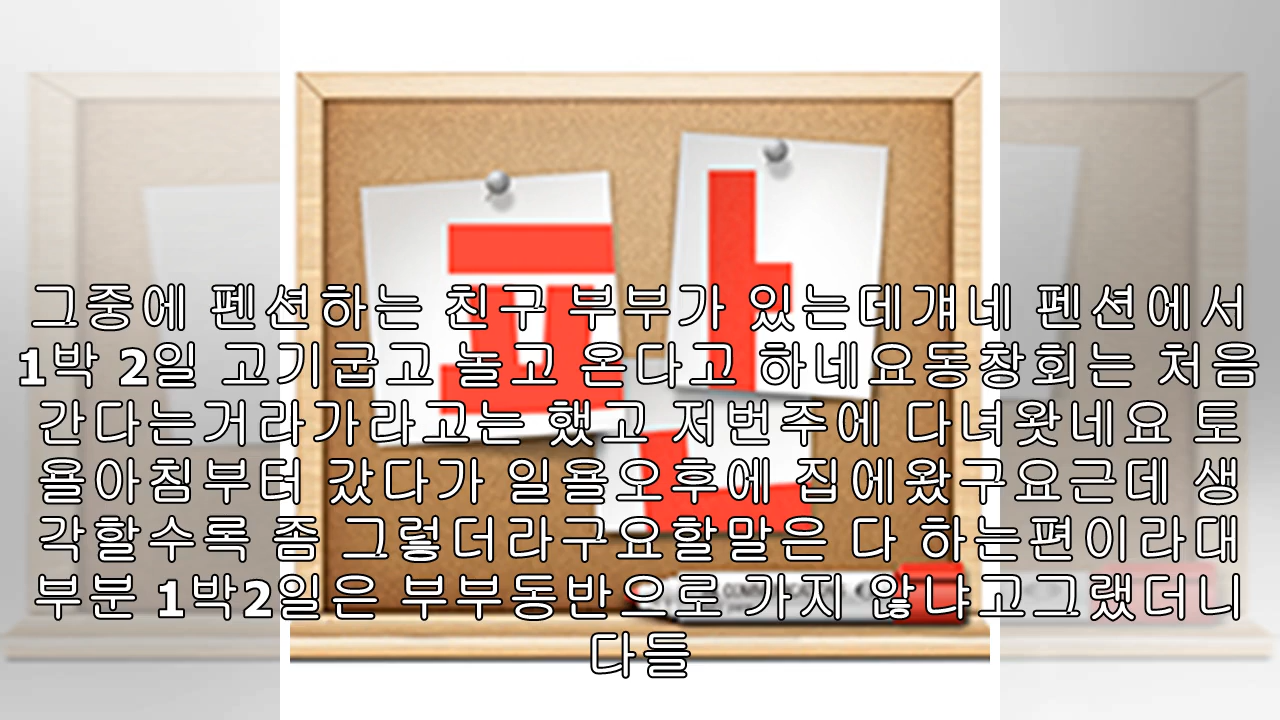 판
그중에 펜션하는 친구 부부가 있는데걔네 펜션에서
1박 2일 고기굽고 놀고 온다고 하네요동창회는 처음
간다는거라가라고는 했고 저번주에 다녀왓네요 토
욜아침부터 갔다가 일욜오후에 집에왔구요근데 생
각할수록 좀 그렇더라구요할말은 다 하는편이라대
부분 1박2일은 부부동반으로 가지 않냐고그랬더니
다들